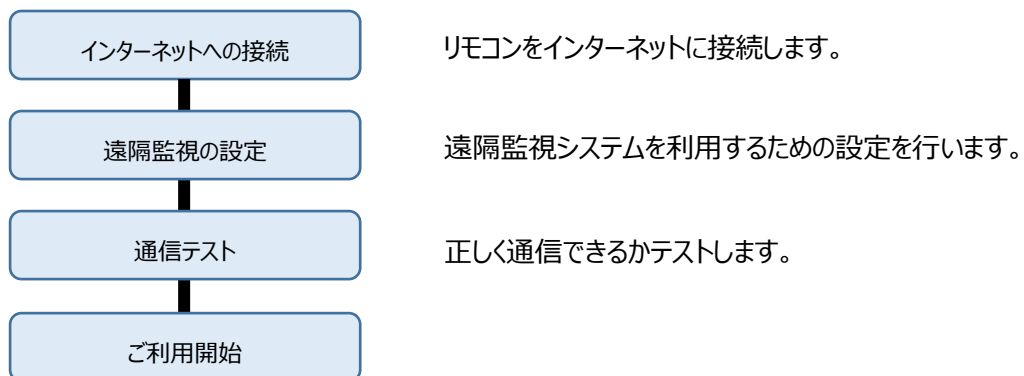 インターネットへの接続
リモコンをインターネットに接続します。
遠隔監視の設定
遠隔監視システムを利用するための設定を行います。
通信テスト
正しく通信できるかテストします。
ご利用開始